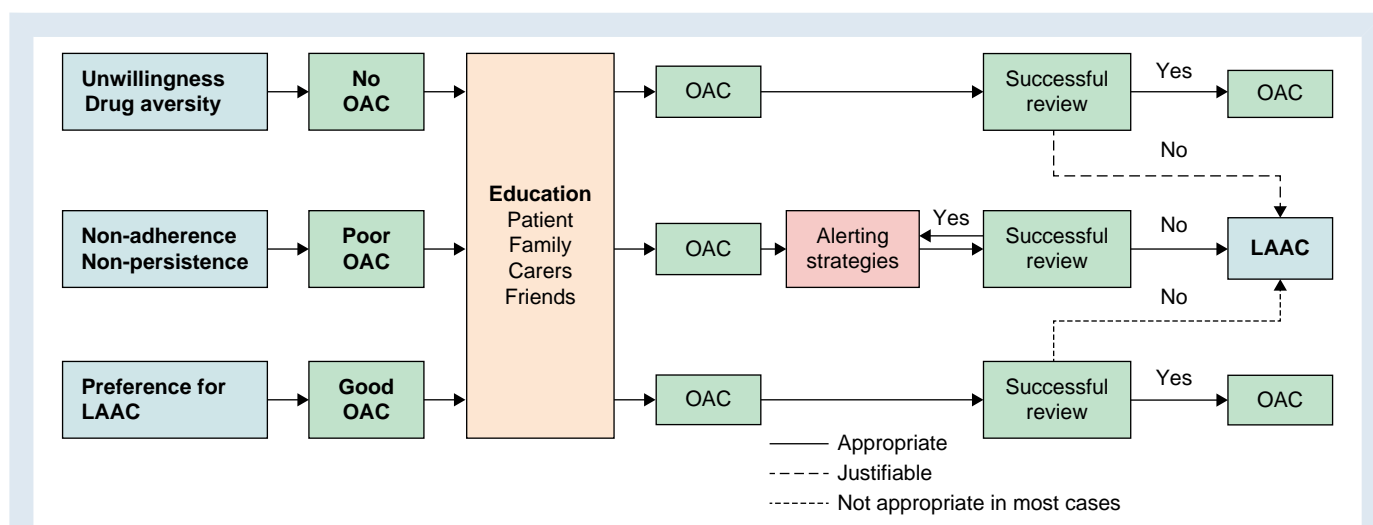 Unwillingness
Drug aversity
No
OAC
OAC
Successful
review
Yes
OAC
No
Education
Patient
Family
Carers
Friends
Non-adherence
Non-persistence
Poor
OAC
OAC
Alerting
strategies
Yes
Successful
review
No
LAAC
No
Preference for
LAAC
Good
OAC
OAC
Successful
review
Yes
OAC
Appropriate
Justifiable
Not appropriate in most cases